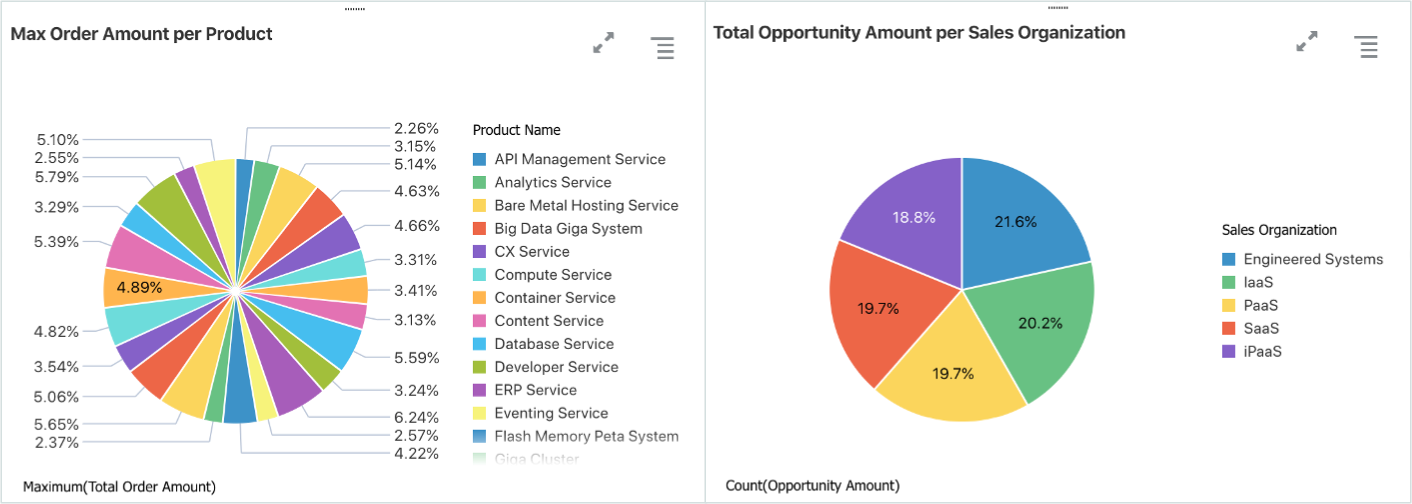 Max Order Amount per Product
5.10%
2.55%
5.79%
3.29%
5.39%
4.89%
4.82%
3.54%
5.06%
5.65%
2.37%
2.26%
3.15%
5.14%
4.63%
4.66%
3.31%
3.41%
3.13%
5.59%
3.24%
6.24%
2.57%
4.22%
Product Name
API Management Service
Analytics Service
Bare Metal Hosting Service
Big Data Giga System
CX Service
Compute Service
Container Service
Content Service
Database Service
Developer Service
ERP Service
Eventing Service
Flash Memory Peta System
Giga Cluster
Maximum(Total Order Amount)
Total Opportunity Amount per Sales Organization
18.8%
21.6%
19.7%
20.2%
19.7%
Sales Organization
Engineered Systems
IaaS
PaaS
SaaS
iPaaS
Count(Opportunity Amount)